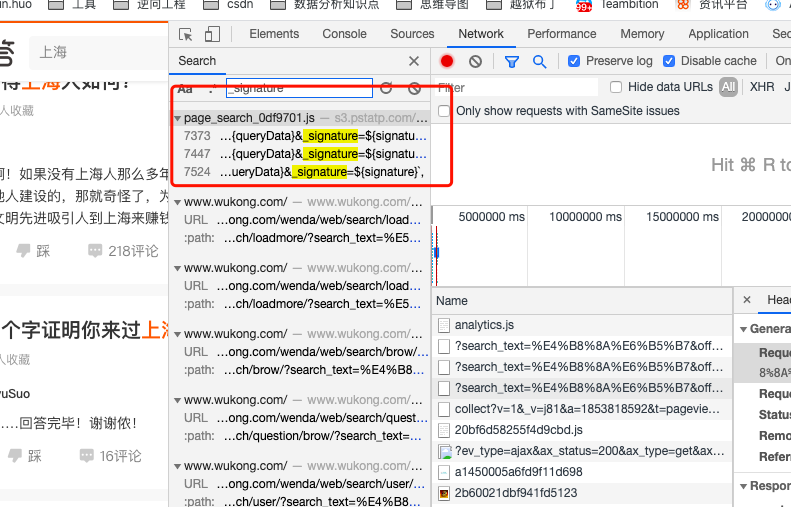 in.huo 工具 逆向工程 csdn 数据分析知识点 思维导图 越狱布丁 99+ Teambition 资讯平台
Elements Console Sources Network Performance Memory Application Sec
答 上海
Search
Preserve log Disable cache On
Aa .* _signature
Filter Hide data URLs All XHR J
Only show requests with SameSite issues
得上海人如何?
人收藏
page_search_0df9701.js — s3.pstatp.com/…
7373 …{queryData}&_signature=${signatu…
7447 …{queryData}&_signature=${signatu…
7524 …ueryData}&_signature=${signature}`,
啊！如果没有上海人那么多年
他人建设的，那就奇怪了，为
文明先进吸引人到上海来赚钱
踩 218评论
Hit ⌘ R to
www.wukong.com/ — www.wukong.com/…
URL …ong.com/wenda/web/search/load…
:path: …ch/loadmore/?search_text=%E5…
5000000 ms 10000000 ms 15000000 ms 2000000
www.wukong.com/ — www.wukong.com/…
URL …ong.com/wenda/web/search/load…
:path: …ch/loadmore/?search_text=%E5…
www.wukong.com/ — www.wukong.com/…
URL …ong.com/wenda/web/search/brow/…
:path: …ch/brow/?search_text=%E4%B8…
www.wukong.com/ — www.wukong.com/…
URL …ong.com/wenda/web/search/quest…
:path: …ch/question/brow/?search_text=…
www.wukong.com/ — www.wukong.com/…
URL …ong.com/wenda/web/search/user/…
:path: …ch/user/?search_text=%E4%B8…
个字证明你来过上海
人收藏
yuSuo
……回答完毕！谢谢侬！
踩 16评论
Name
analytics.js
?search_text=%E4%B8%8A%E6%B5%B7&off…
?search_text=%E4%B8%8A%E6%B5%B7&off…
?search_text=%E4%B8%8A%E6%B5%B7&off…
collect?v=1&_v=j81&a=1853818592&t=pagevie…
20bf6d58255f4d9cbd.js
?ev_type=ajax&ax_status=200&ax_type=get&ax…
a1450005a6fd9f11d698
2b60021dbf941fd5123
Heade
Genera
Reque
8%8A%
Reque
Status
Remo
Referr
Respon